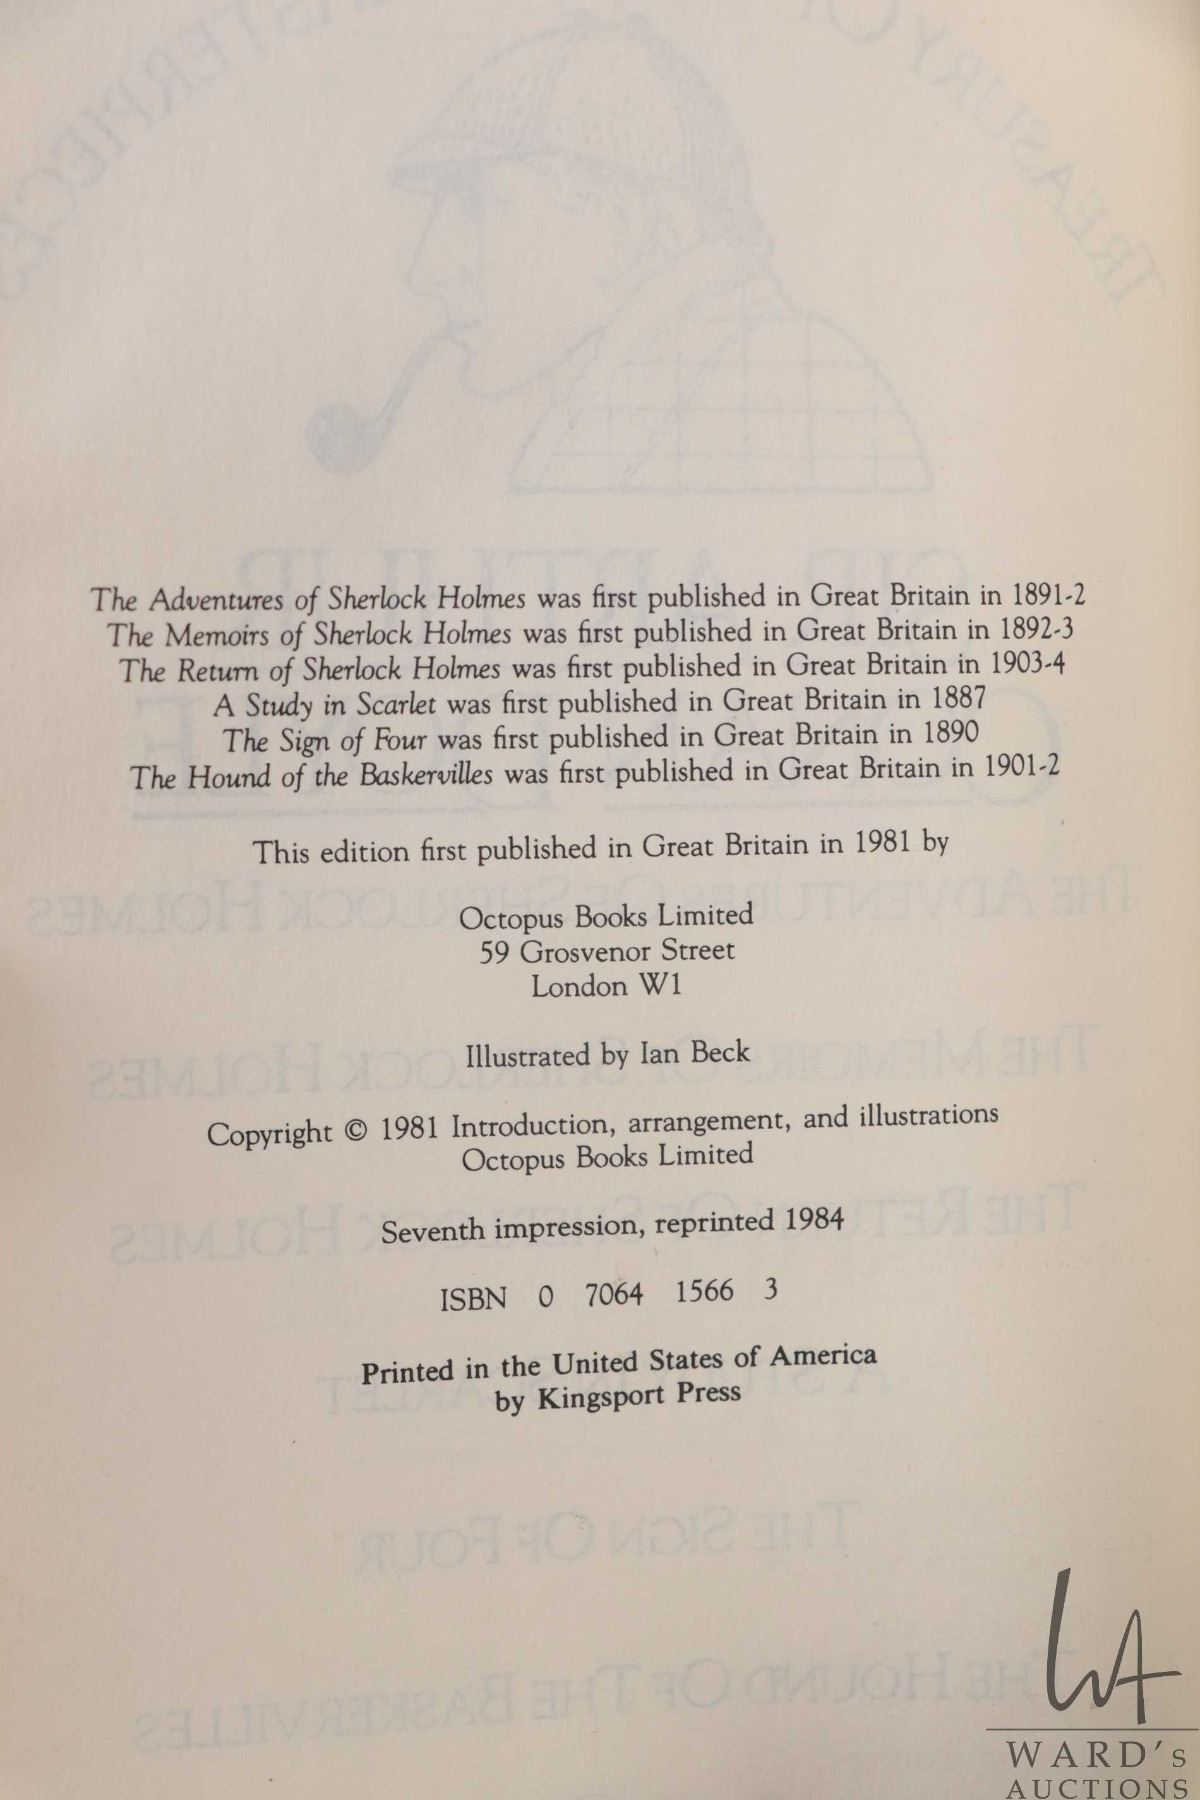 The Adventures of Sherlock Holmes was first published in Great Britain in 1891-2
The Memoirs of Sherlock Holmes was first published in Great Britain in 1892-3
The Return of Sherlock Holmes was first published in Great Britain in 1903-4
A Study in Scarlet was first published in Great Britain in 1887
The Sign of Four was first published in Great Britain in 1890
The Hound of the Baskervilles was first published in Great Britain in 1901-2
This edition first published in Great Britain in 1981 by
Octopus Books Limited
59 Grosvenor Street
London W1
Illustrated by Ian Beck
Copyright © 1981 Introduction, arrangement, and illustrations
Octopus Books Limited
Seventh impression, reprinted 1984
ISBN 0 7064 1566 3
Printed in the United States of America
by Kingsport Press
WA
WARD's
AUCTIONS